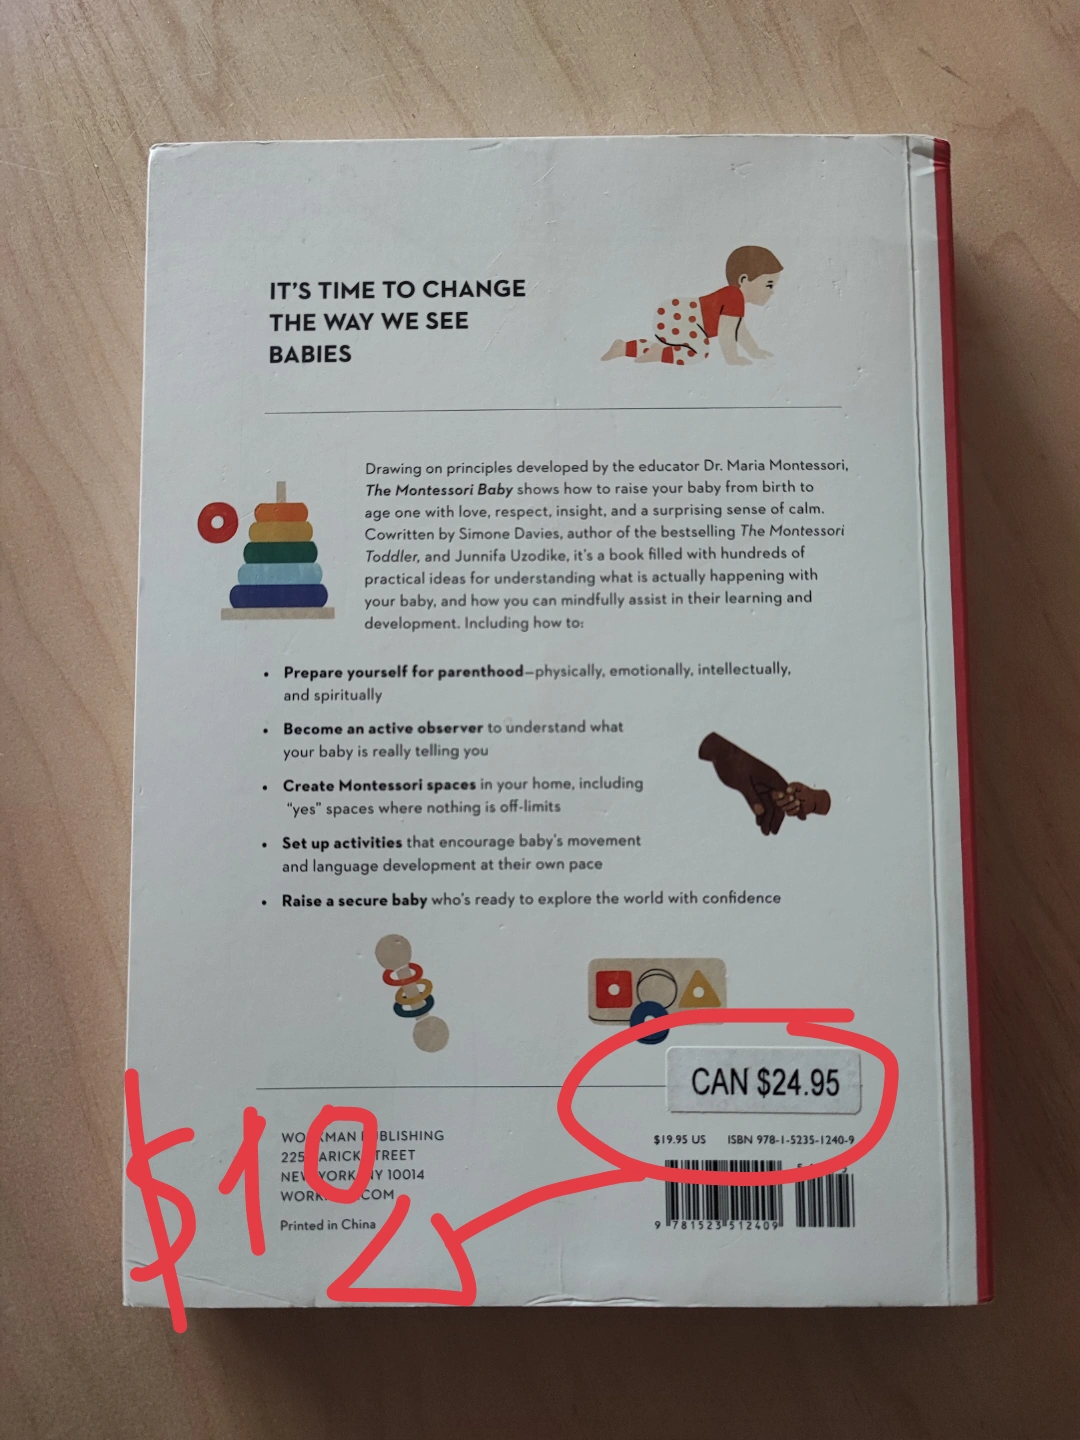 IT'S TIME TO CHANGE
THE WAY WE SEE
BABIES
Drawing on principles developed by the educator Dr. Maria Montessori,
The Montessori Baby shows how to raise your baby from birth to
age one with love, respect, insight, and a surprising sense of calm.
Cowritten by Simone Davies, author of the bestselling The Montessori
Toddler, and Junnifa Uzodike, it's a book filled with hundreds of
practical ideas for understanding what is actually happening with
your baby, and how you can mindfully assist in their learning and
development. Including how to:
• Prepare yourself for parenthood—physically, emotionally, intellectually,
and spiritually
• Become an active observer to understand what
your baby is really telling you
• Create Montessori spaces in your home, including
"yes" spaces where nothing is off-limits
• Set up activities that encourage baby's movement
and language development at their own pace
• Raise a secure baby who's ready to explore the world with confidence
CAN $24.95
$10
PUBLISHING
225 STREET
NEW YORK, NY 10014
Printed in China
$19.95 US ISBN 978-1-5235-1240-9
9 781523 512409